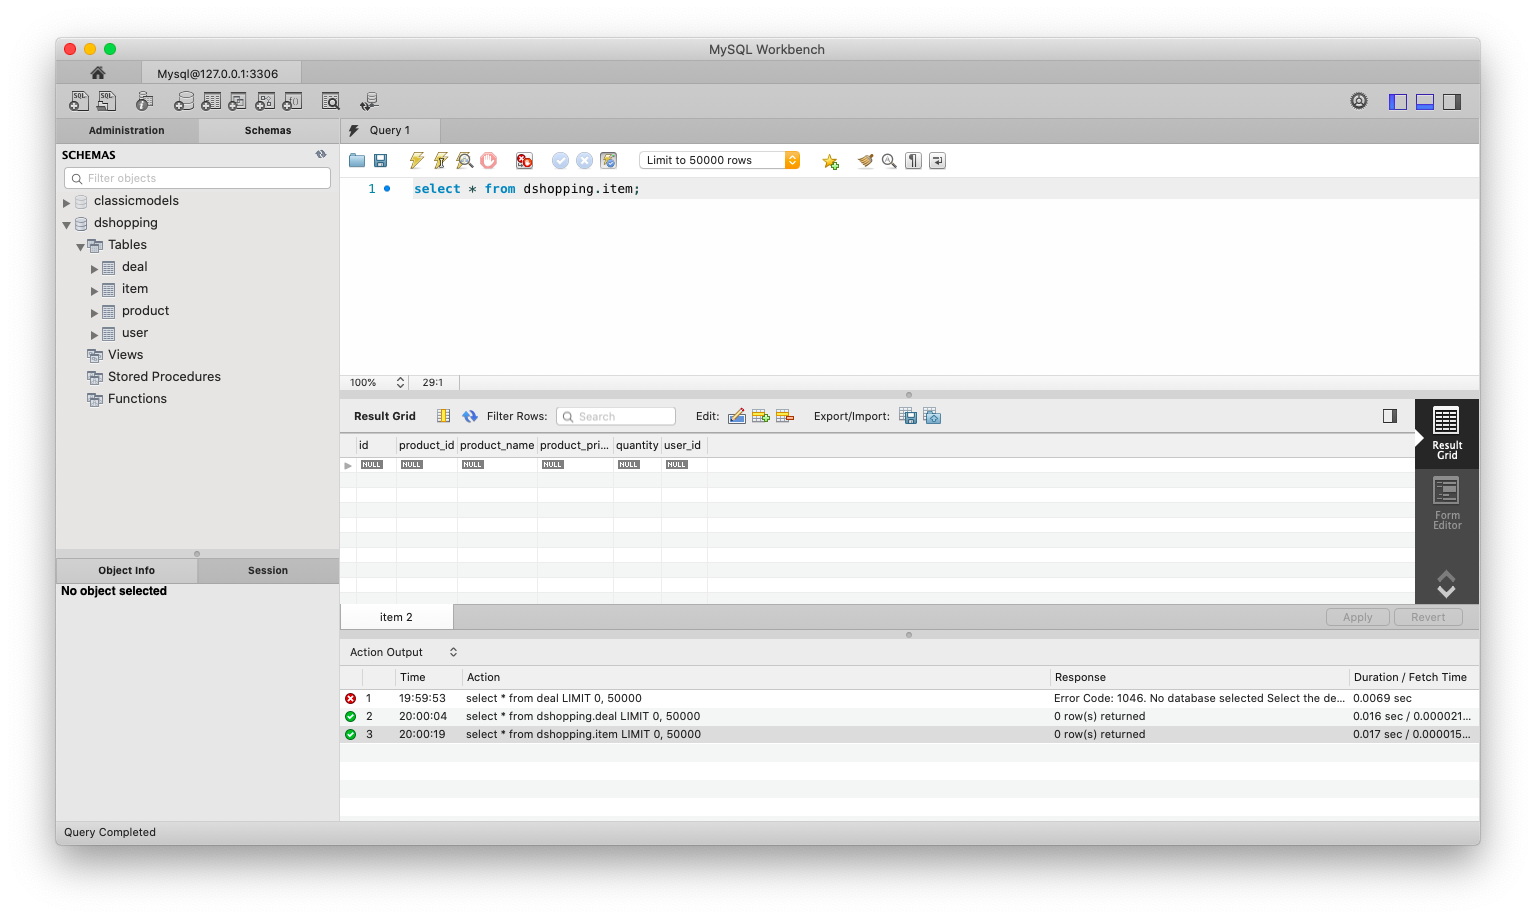 MySQL Workbench
Mysql@127.0.0.1:3306
Administration Schemas
Query 1
SCHEMAS
Filter objects
classicmodels
dshopping
Tables
deal
item
product
user
Views
Stored Procedures
Functions
Limit to 50000 rows
1 select * from dshopping.item;
100% 29:1
Result Grid Filter Rows: Search Edit: Export/Import:
id product_id product_name product_pri... quantity user_id
NULL NULL NULL NULL NULL NULL
Result
Grid
Form
Editor
Object Info Session
No object selected
item 2 Apply Revert
Action Output
Time Action Response Duration / Fetch Time
1 19:59:53 select * from deal LIMIT 0, 50000 Error Code: 1046. No database selected Select the de... 0.0069 sec
2 20:00:04 select * from dshopping.deal LIMIT 0, 50000 0 row(s) returned 0.016 sec / 0.000021...
3 20:00:19 select * from dshopping.item LIMIT 0, 50000 0 row(s) returned 0.017 sec / 0.000015...
Query Completed